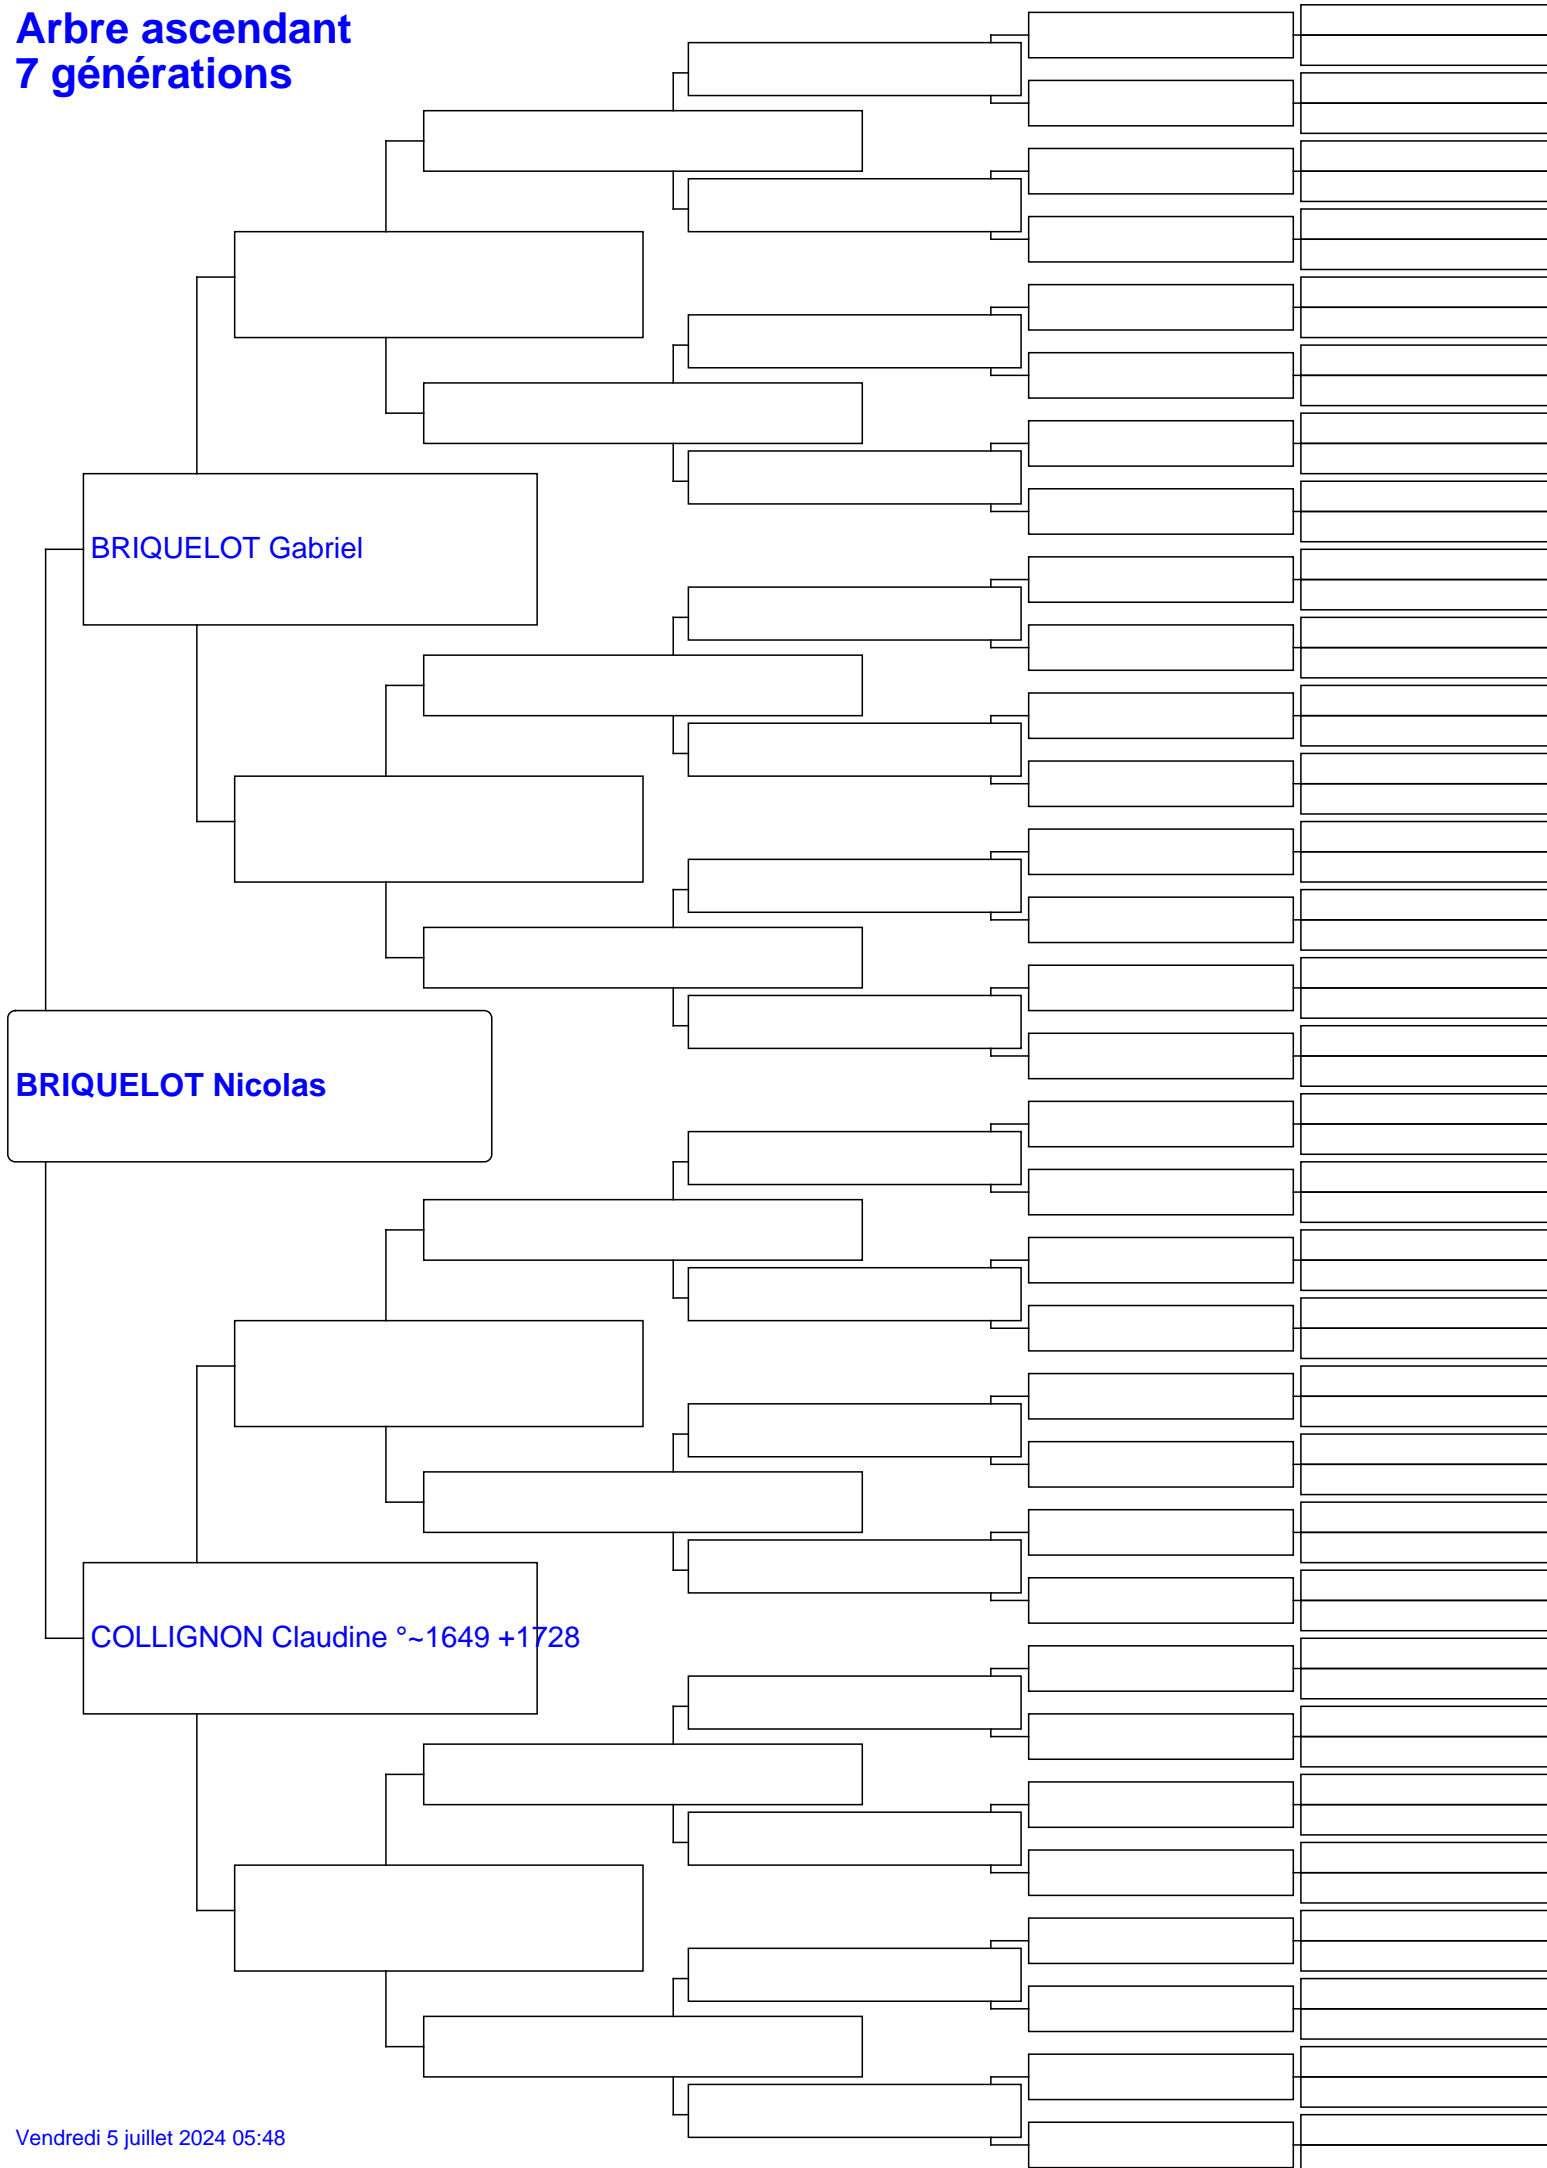 Arbre ascendant
7 générations
BRIQUELOT Gabriel
BRIQUELOT Nicolas
COLLIGNON Claudine °~1649 +1728
Vendredi 5 juillet 2024 05:48